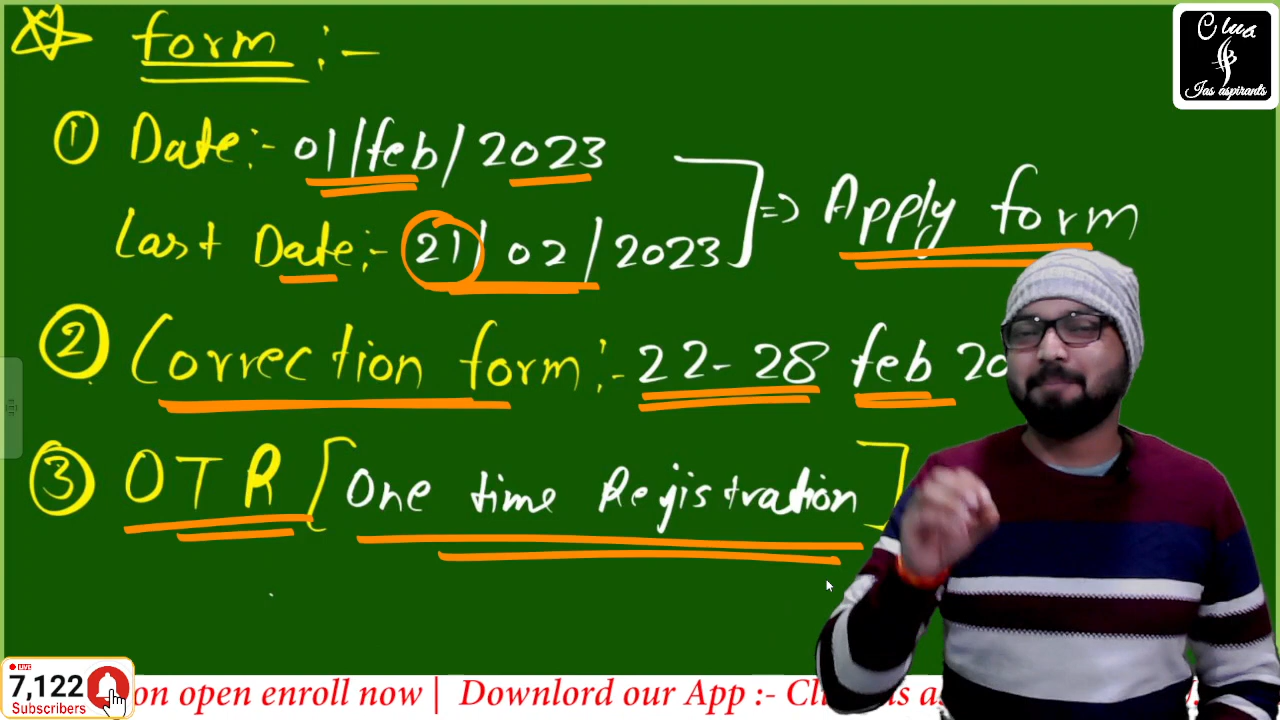 form :-
① Date:- 01/feb/2023
Last Date:- 21/02/2023
=> Apply form
② Correction form:- 22-28 feb 20
③ OTR [One time Registration]
Clua
Ias aspirants
LIVE
7,122
Subscribers
on open enroll now | Downlord our App :-